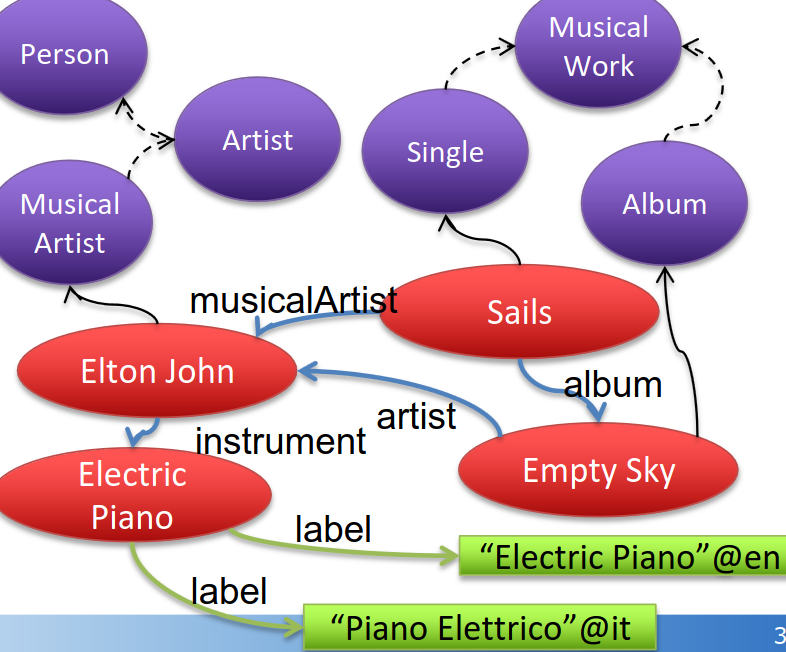 Person
Musical
Work
Artist
Single
Musical
Artist
Album
musicalArtist
Sails
Elton John
album
artist
instrument
Empty Sky
Electric
Piano
label
“Electric Piano”@en
label
“Piano Elettrico”@it
3